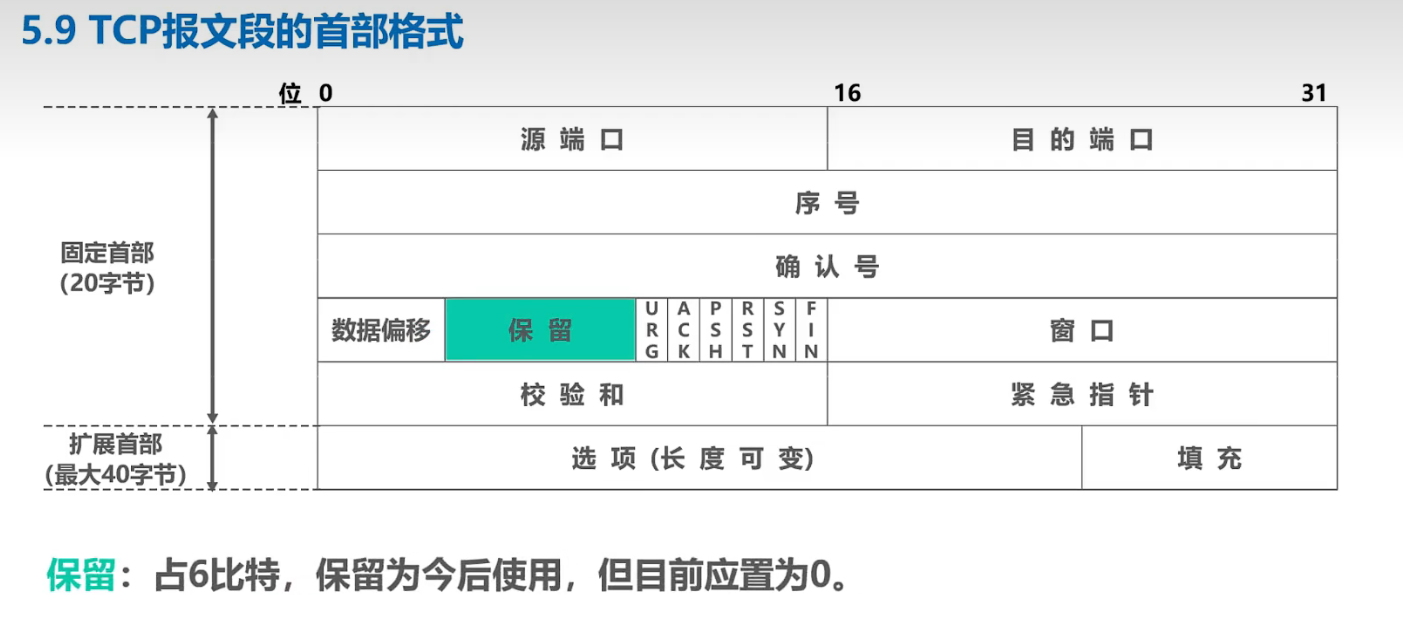 5.9 TCP报文段的首部格式
位 0 16 31
源 端 口 目 的 端 口
序 号
固定首部
(20字节)
确 认 号
数据偏移 保 留 URG ACK PSH RST SYN FIN 窗 口
校 验 和 紧 急 指 针
扩展首部
(最大40字节)
选 项 (长 度 可 变) 填 充
保留：占6比特，保留为今后使用，但目前应置为0。